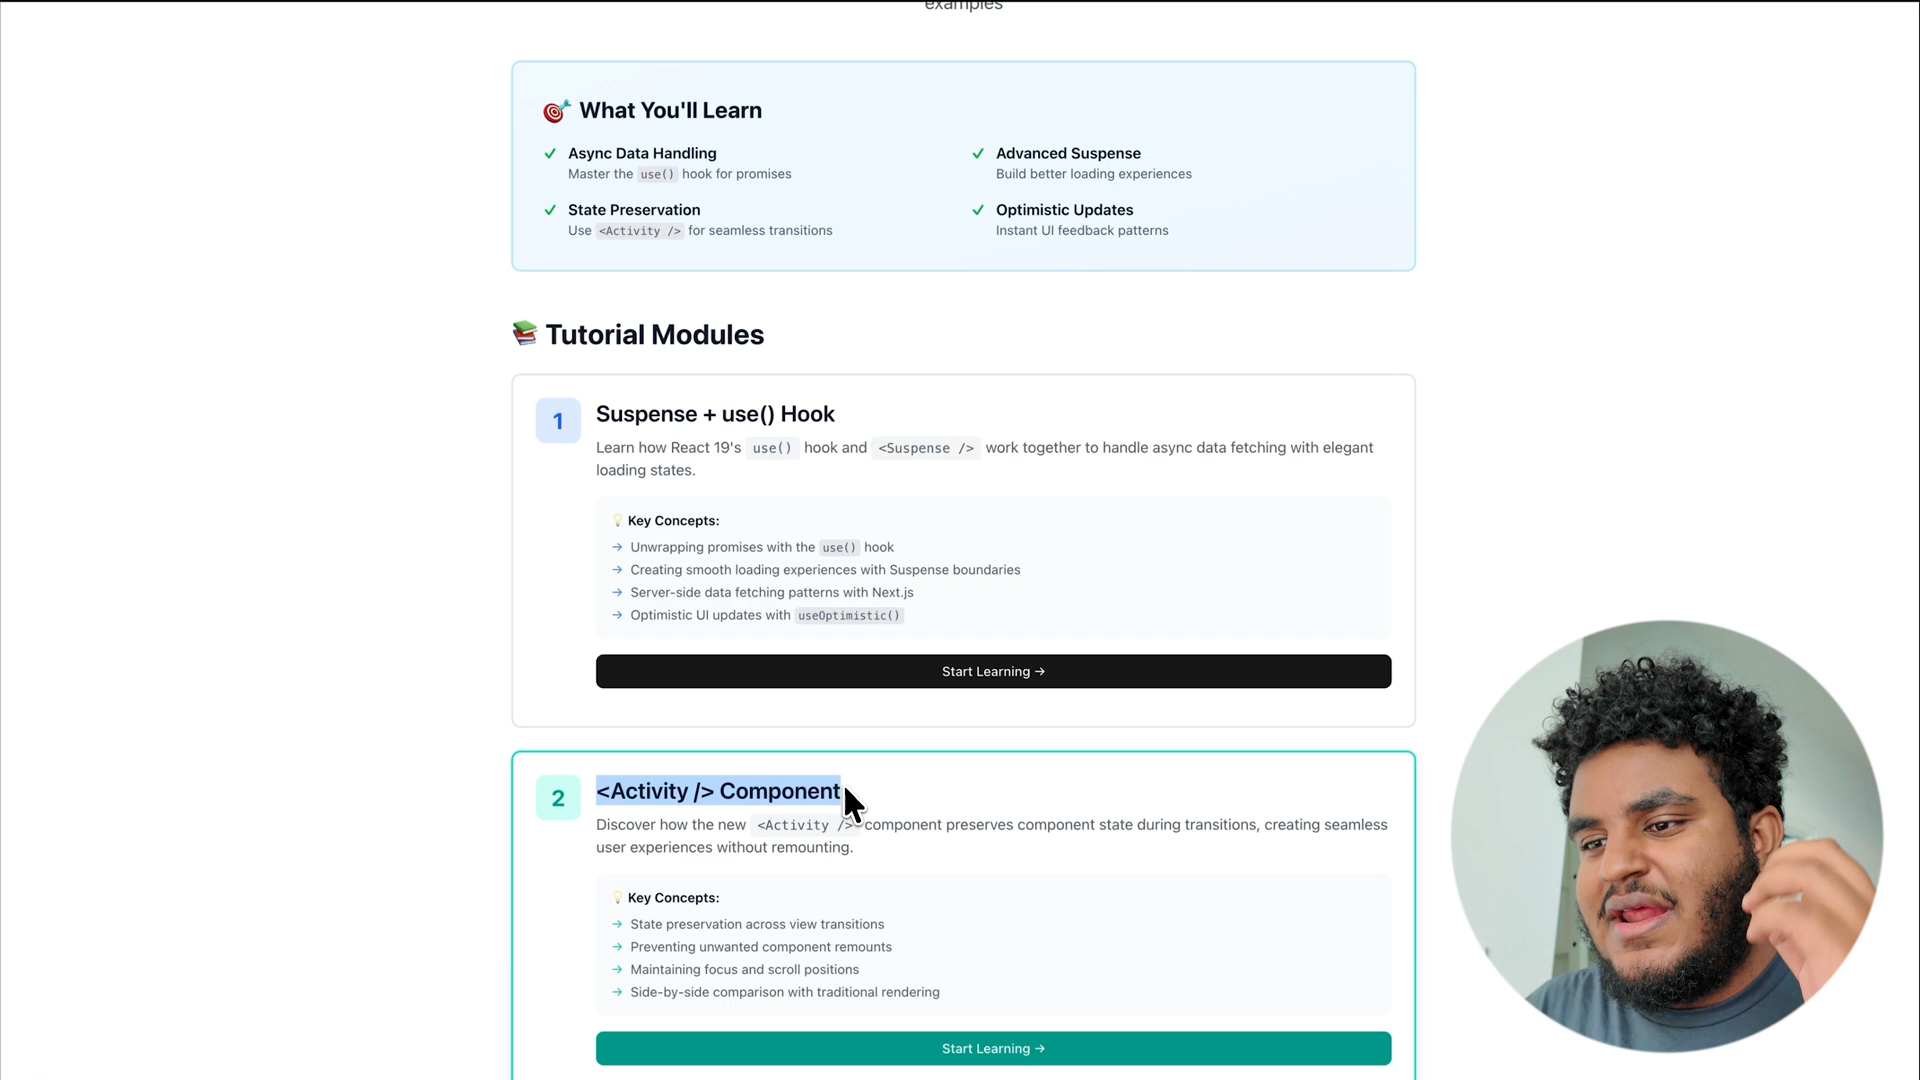 examples
What You'll Learn
Async Data Handling
Master the use() hook for promises
Advanced Suspense
Build better loading experiences
State Preservation
Use <Activity /> for seamless transitions
Optimistic Updates
Instant UI feedback patterns
Tutorial Modules
1
Suspense + use() Hook
Learn how React 19's use() hook and <Suspense /> work together to handle async data fetching with elegant
loading states.
Key Concepts:
→ Unwrapping promises with the use() hook
→ Creating smooth loading experiences with Suspense boundaries
→ Server-side data fetching patterns with Next.js
→ Optimistic UI updates with useOptimistic()
Start Learning →
2
<Activity /> Component
Discover how the new <Activity /> component preserves component state during transitions, creating seamless
user experiences without remounting.
Key Concepts:
→ State preservation across view transitions
→ Preventing unwanted component remounts
→ Maintaining focus and scroll positions
→ Side-by-side comparison with traditional rendering
Start Learning →